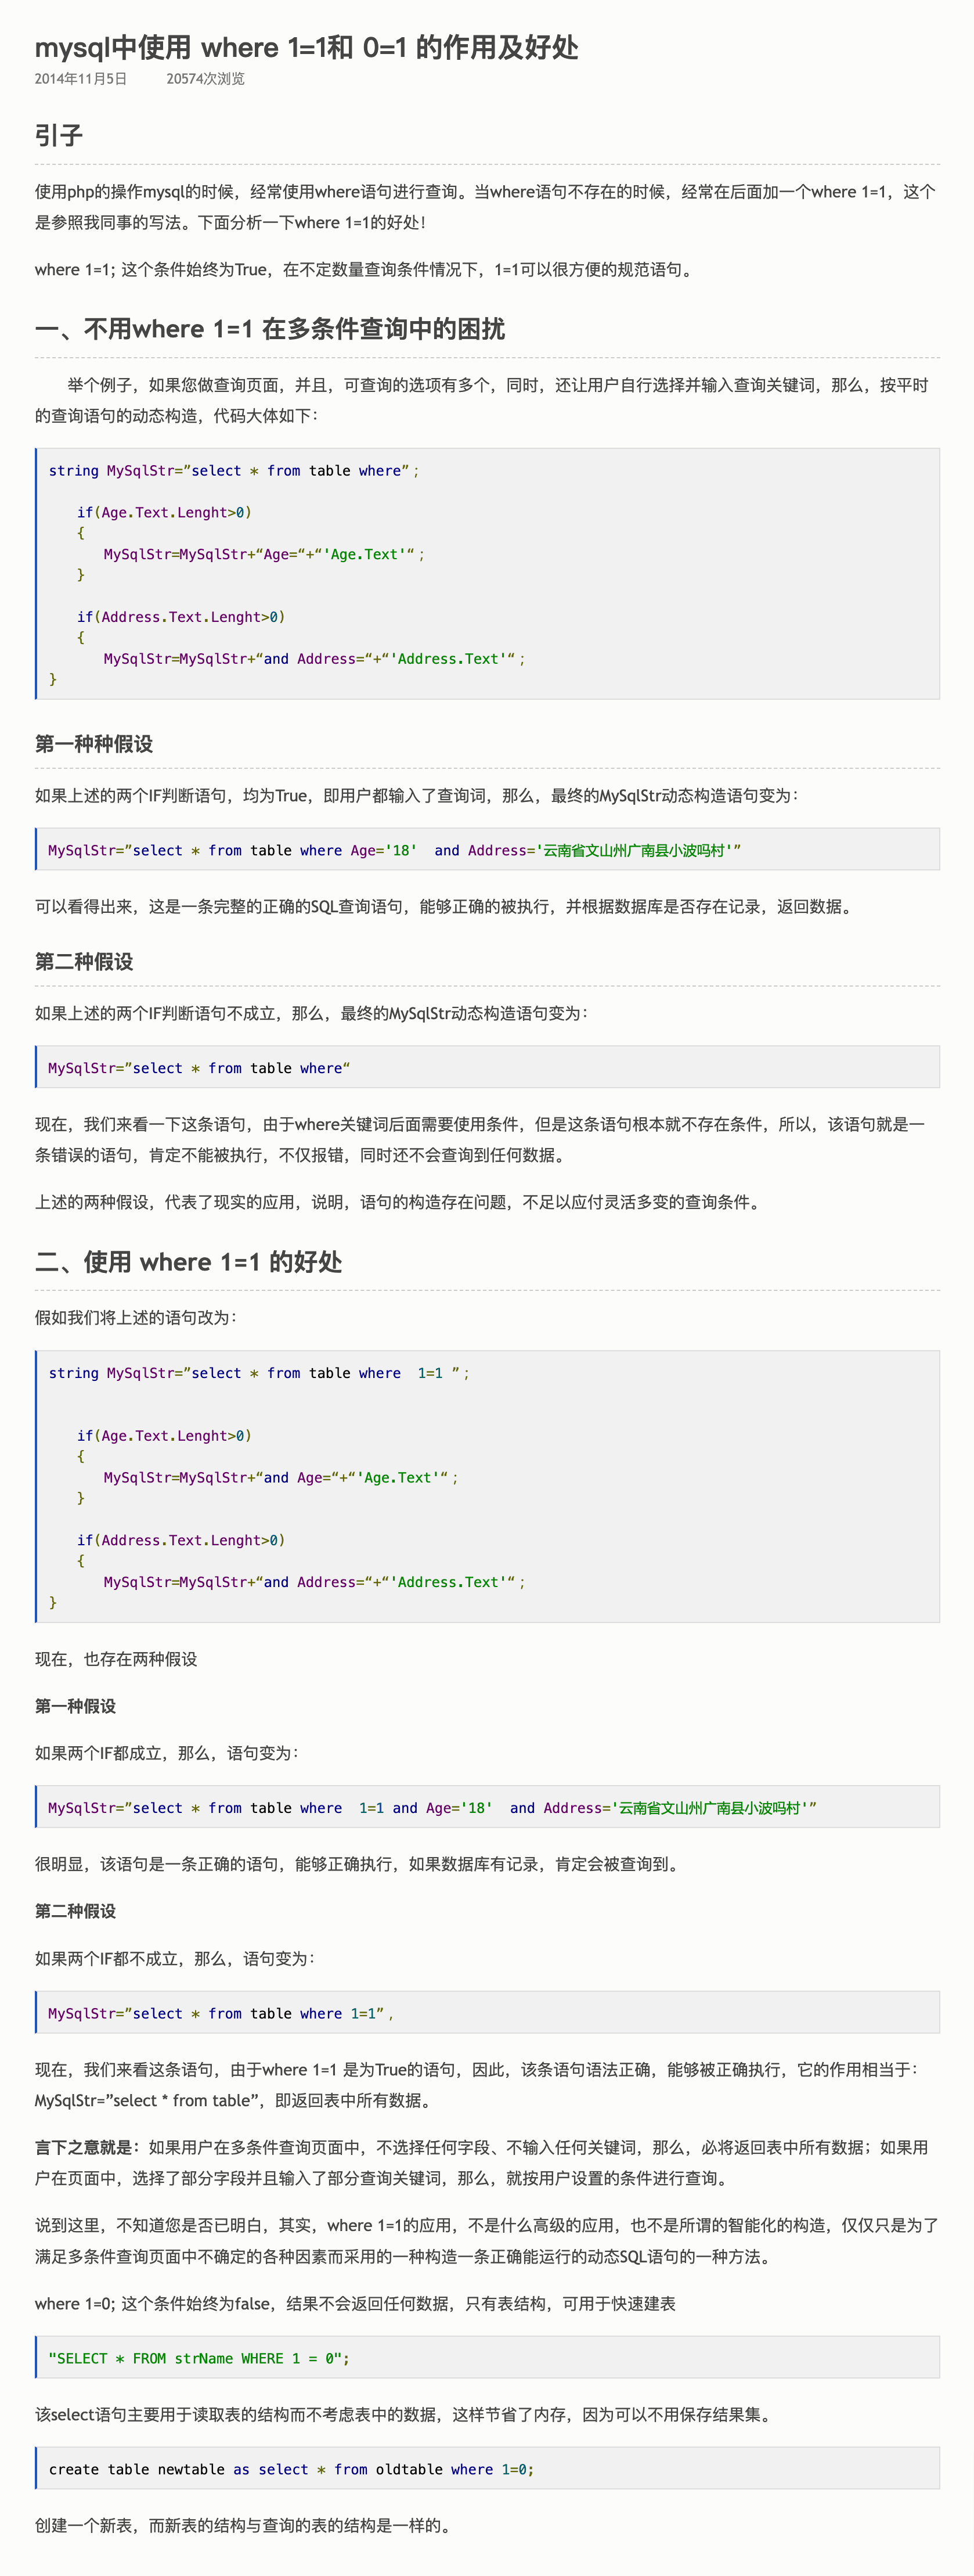 mysql中使用 where 1=1和 0=1 的作用及好处
2014年11月5日 20574次浏览
引子
使用php的操作mysql的时候，经常使用where语句进行查询。当where语句不存在的时候，经常在后面加一个where 1=1，这个
是参照我同事的写法。下面分析一下where 1=1的好处！
where 1=1; 这个条件始终为True，在不定数量查询条件情况下，1=1可以很方便的规范语句。
一、不用where 1=1 在多条件查询中的困扰
举个例子，如果您做查询页面，并且，可查询的选项有多个，同时，还让用户自行选择并输入查询关键词，那么，按平时
的查询语句的动态构造，代码大体如下：
string MySqlStr=”select * from table where”；
if(Age.Text.Lenght>0)
{
MySqlStr=MySqlStr+“Age=“+“'Age.Text'“；
}
if(Address.Text.Lenght>0)
{
MySqlStr=MySqlStr+“and Address=“+“'Address.Text'“；
}
第一种种假设
如果上述的两个IF判断语句，均为True，即用户都输入了查询词，那么，最终的MySqlStr动态构造语句变为：
MySqlStr=”select * from table where Age='18'  and Address='云南省文山州广南县小波吗村'”
可以看得出来，这是一条完整的正确的SQL查询语句，能够正确的被执行，并根据数据库是否存在记录，返回数据。
第二种假设
如果上述的两个IF判断语句不成立，那么，最终的MySqlStr动态构造语句变为：
MySqlStr=”select * from table where“
现在，我们来看一下这条语句，由于where关键词后面需要使用条件，但是这条语句根本就不存在条件，所以，该语句就是一
条错误的语句，肯定不能被执行，不仅报错，同时还不会查询到任何数据。
上述的两种假设，代表了现实的应用，说明，语句的构造存在问题，不足以应付灵活多变的查询条件。
二、使用 where 1=1 的好处
假如我们将上述的语句改为：
string MySqlStr=”select * from table where  1=1 ”；
if(Age.Text.Lenght>0)
{
MySqlStr=MySqlStr+“and Age=“+“'Age.Text'“；
}
if(Address.Text.Lenght>0)
{
MySqlStr=MySqlStr+“and Address=“+“'Address.Text'“；
}
现在，也存在两种假设
第一种假设
如果两个IF都成立，那么，语句变为：
MySqlStr=”select * from table where  1=1 and Age='18'  and Address='云南省文山州广南县小波吗村'”
很明显，该语句是一条正确的语句，能够正确执行，如果数据库有记录，肯定会被查询到。
第二种假设
如果两个IF都不成立，那么，语句变为：
MySqlStr=”select * from table where 1=1”，
现在，我们来看这条语句，由于where 1=1 是为True的语句，因此，该条语句语法正确，能够被正确执行，它的作用相当于：
MySqlStr=”select * from table”，即返回表中所有数据。
言下之意就是：如果用户在多条件查询页面中，不选择任何字段、不输入任何关键词，那么，必将返回表中所有数据；如果用
户在页面中，选择了部分字段并且输入了部分查询关键词，那么，就按用户设置的条件进行查询。
说到这里，不知道您是否已明白，其实，where 1=1的应用，不是什么高级的应用，也不是所谓的智能化的构造，仅仅只是为了
满足多条件查询页面中不确定的各种因素而采用的一种构造一条正确能运行的动态SQL语句的一种方法。
where 1=0; 这个条件始终为false，结果不会返回任何数据，只有表结构，可用于快速建表
"SELECT * FROM strName WHERE 1 = 0";
该select语句主要用于读取表的结构而不考虑表中的数据，这样节省了内存，因为可以不用保存结果集。
create table newtable as select * from oldtable where 1=0;
创建一个新表，而新表的结构与查询的表的结构是一样的。